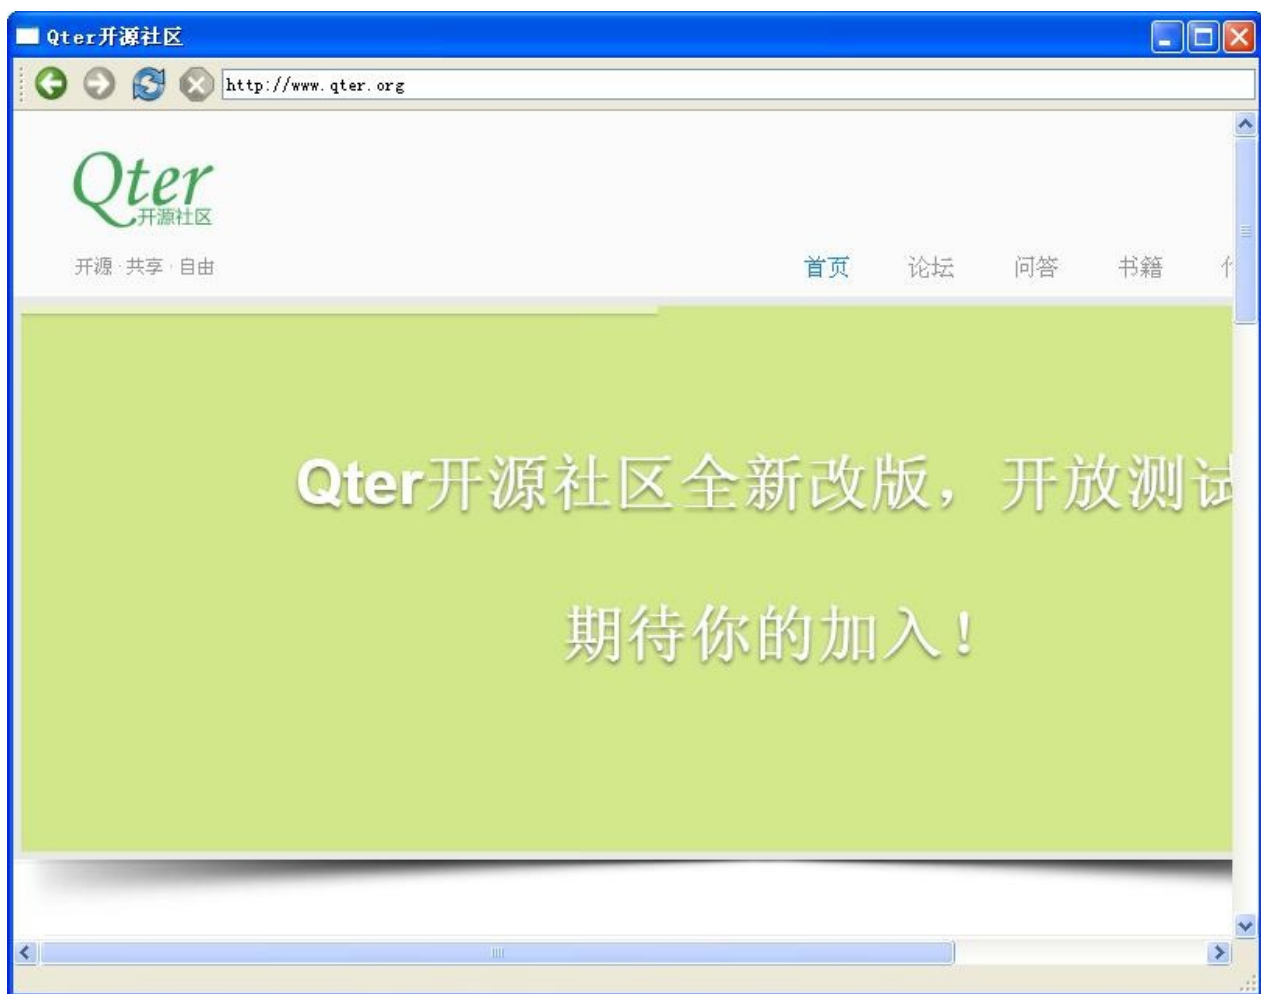 Qter开源社区
http://www.qter.org
Qter
开源社区
开源·共享·自由
首页 论坛 问答 书籍
Qter开源社区全新改版，开放测试
期待你的加入！